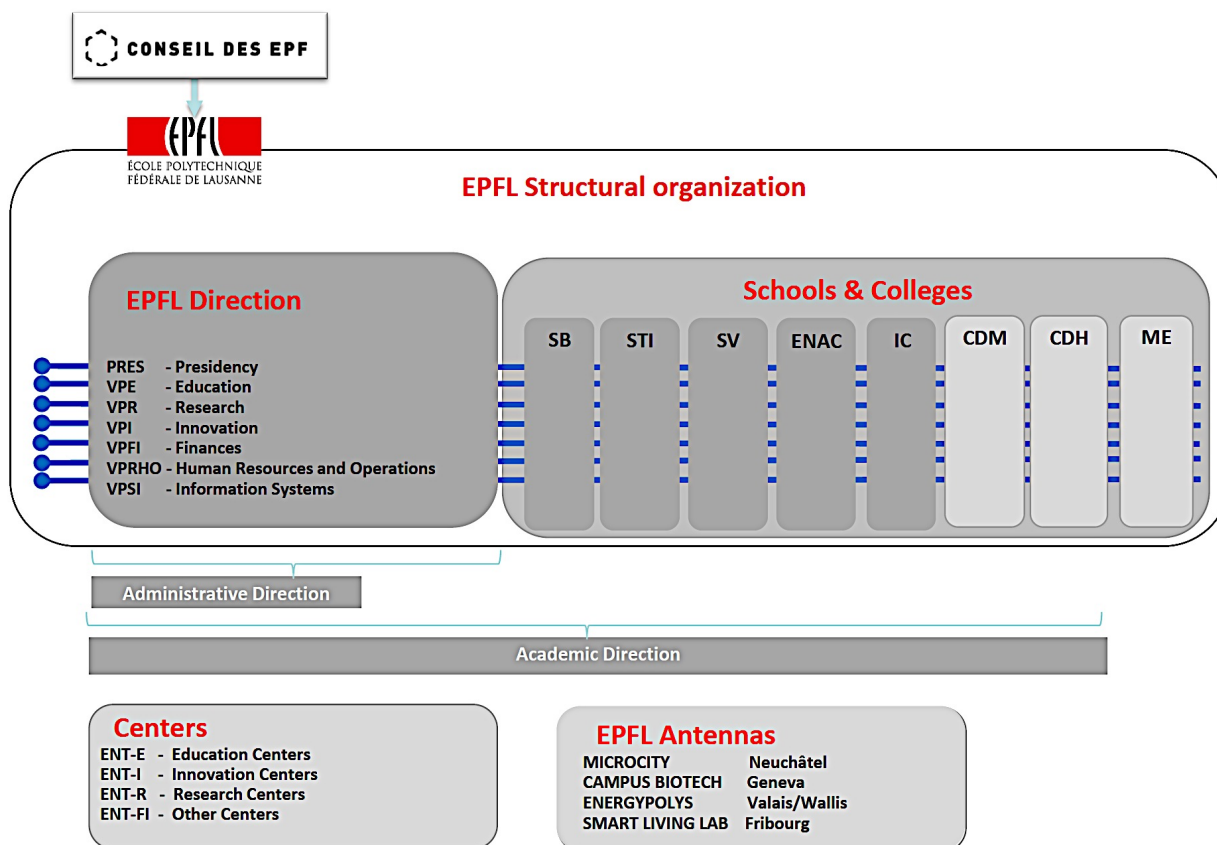 CONSEIL DES EPF
EPFL
ÉCOLE POLYTECHNIQUE
FÉDÉRALE DE LAUSANNE
EPFL Structural organization
EPFL Direction
PRES - Presidency
VPE - Education
VPR - Research
VPI - Innovation
VPFI - Finances
VPRHO - Human Resources and Operations
VPSI - Information Systems
Schools & Colleges
SB STI SV ENAC IC CDM CDH ME
Administrative Direction
Academic Direction
Centers
ENT-E - Education Centers
ENT-I - Innovation Centers
ENT-R - Research Centers
ENT-FI - Other Centers
EPFL Antennas
MICROCITY Neuchâtel
CAMPUS BIOTECH Geneva
ENERGYPOLYS Valais/Wallis
SMART LIVING LAB Fribourg